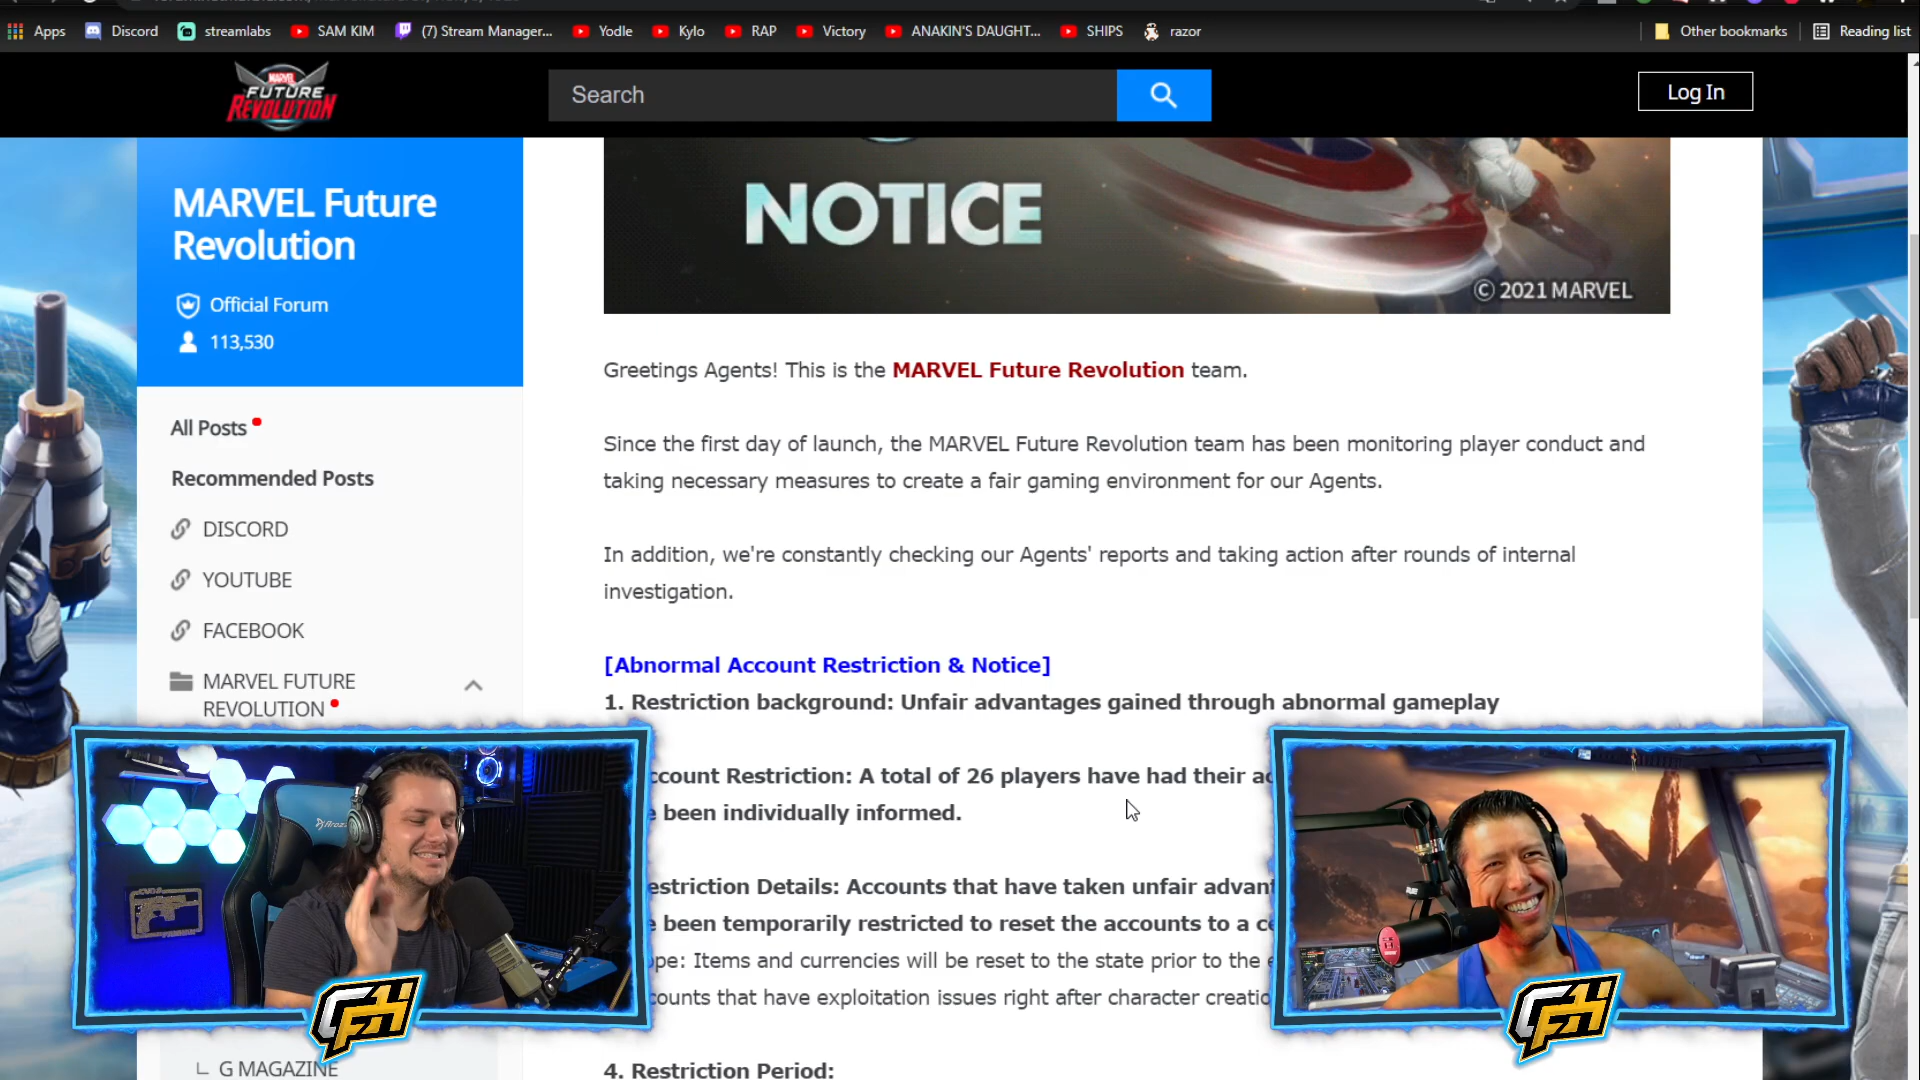 Apps
Discord
streamlabs
SAM KIM
(7) Stream Manager...
Yodle
Kylo
RAP
Victory
ANAKIN'S DAUGHT...
SHIPS
razor
Other bookmarks
Reading list
MARVEL
FUTURE
REVOLUTION
Search
Log In
MARVEL Future
Revolution
Official Forum
113,530
All Posts
Recommended Posts
DISCORD
YOUTUBE
FACEBOOK
MARVEL FUTURE
REVOLUTION
G MAGAZINE
NOTICE
© 2021 MARVEL
Greetings Agents! This is the MARVEL Future Revolution team.
Since the first day of launch, the MARVEL Future Revolution team has been monitoring player conduct and
taking necessary measures to create a fair gaming environment for our Agents.
In addition, we're constantly checking our Agents' reports and taking action after rounds of internal
investigation.
[Abnormal Account Restriction & Notice]
1. Restriction background: Unfair advantages gained through abnormal gameplay
ccount Restriction: A total of 26 players have had their ac
been individually informed.
estriction Details: Accounts that have taken unfair advant
been temporarily restricted to reset the accounts to a ce
ope: Items and currencies will be reset to the state prior to the e
counts that have exploitation issues right after character creatio
4. Restriction Period: